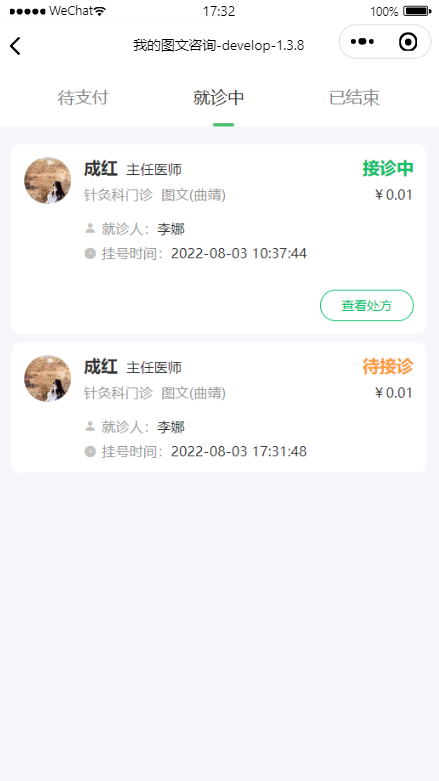 WeChat 17:32 100%
我的图文咨询-develop-1.3.8
待支付 就诊中 已结束
成红 主任医师 接诊中
针灸科门诊 图文(曲靖) ¥0.01
就诊人：李娜
挂号时间：2022-08-03 10:37:44
查看处方
成红 主任医师 待接诊
针灸科门诊 图文(曲靖) ¥0.01
就诊人：李娜
挂号时间：2022-08-03 17:31:48